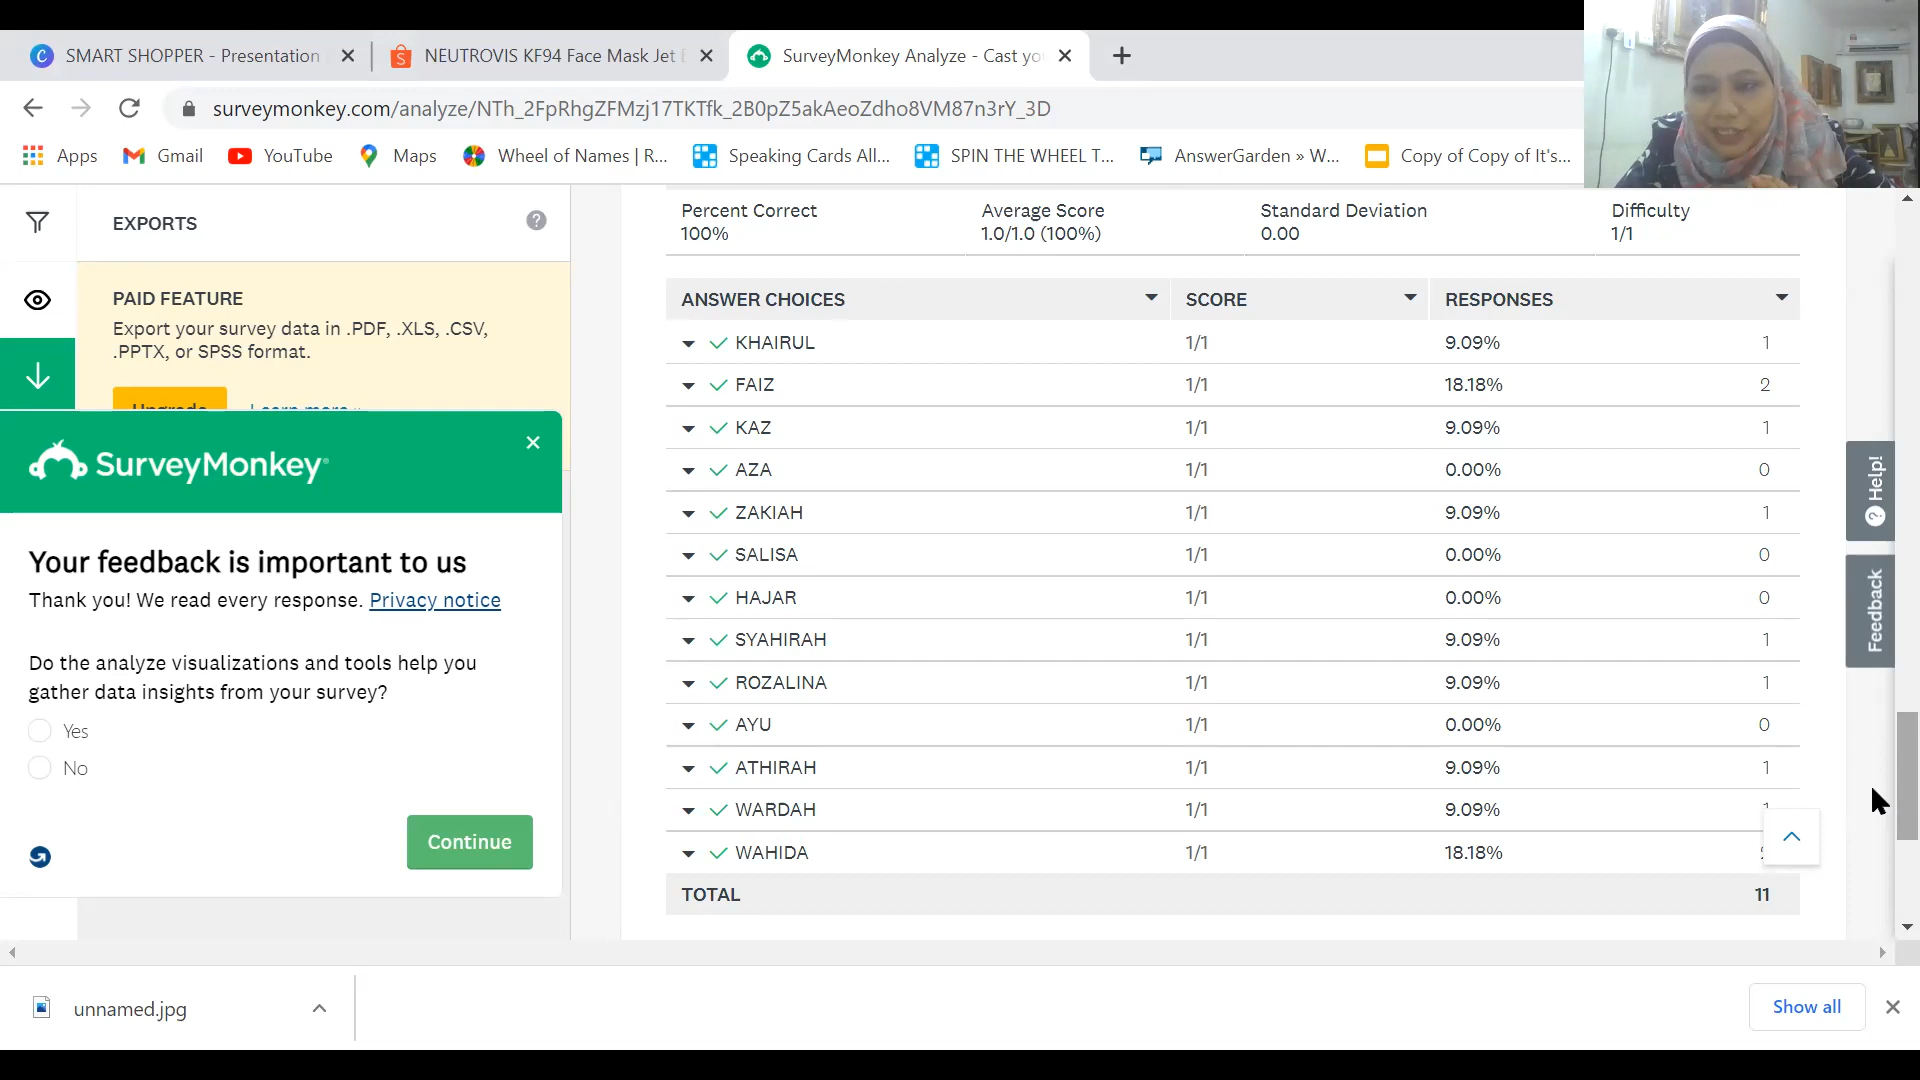 SMART SHOPPER - Presentation
NEUTROVIS KF94 Face Mask Jet
SurveyMonkey Analyze - Cast yo
surveymonkey.com/analyze/NTh_2FpRhgZFMzj17TKTfk_2B0pZ5akAeoZdho8VM87n3rY_3D
Apps Gmail YouTube Maps Wheel of Names | R... Speaking Cards All... SPIN THE WHEEL T... AnswerGarden » W... Copy of Copy of It's...
EXPORTS
PAID FEATURE
Export your survey data in .PDF, .XLS, .CSV,
.PPTX, or SPSS format.
Upgrade Learn more »
SurveyMonkey
Your feedback is important to us
Thank you! We read every response. Privacy notice
Do the analyze visualizations and tools help you
gather data insights from your survey?
Yes
No
Continue
Percent Correct Average Score Standard Deviation Difficulty
100% 1.0/1.0 (100%) 0.00 1/1
ANSWER CHOICES SCORE RESPONSES
KHAIRUL 1/1 9.09% 1
FAIZ 1/1 18.18% 2
KAZ 1/1 9.09% 1
AZA 1/1 0.00% 0
ZAKIAH 1/1 9.09% 1
SALISA 1/1 0.00% 0
HAJAR 1/1 0.00% 0
SYAHIRAH 1/1 9.09% 1
ROZALINA 1/1 9.09% 1
AYU 1/1 0.00% 0
ATHIRAH 1/1 9.09% 1
WARDAH 1/1 9.09%
WAHIDA 1/1 18.18%
TOTAL 11
Help!
Feedback
unnamed.jpg
Show all